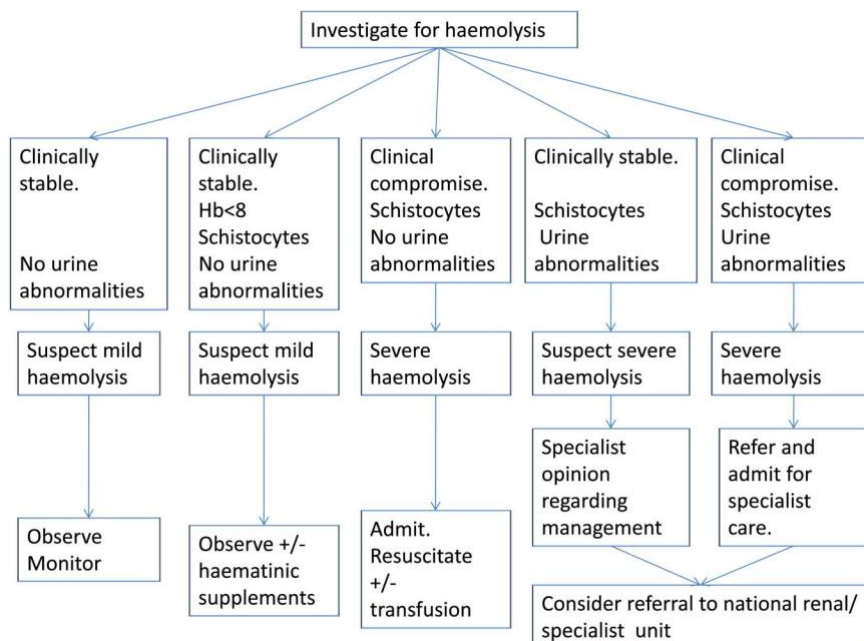 Investigate for haemolysis
Clinically
stable.
No urine
abnormalities
Clinically
stable.
Hb<8
Schistocytes
No urine
abnormalities
Clinical
compromise.
Schistocytes
No urine
abnormalities
Clinically stable.
Schistocytes
Urine
abnormalities
Clinical
compromise.
Schistocytes
Urine
abnormalities
Suspect mild
haemolysis
Suspect mild
haemolysis
Severe
haemolysis
Suspect severe
haemolysis
Severe
haemolysis
Specialist
opinion
regarding
management
Refer and
admit for
specialist
care.
Observe
Monitor
Observe +/-
haematinic
supplements
Admit.
Resuscitate
+/-
transfusion
Consider referral to national renal/
specialist unit